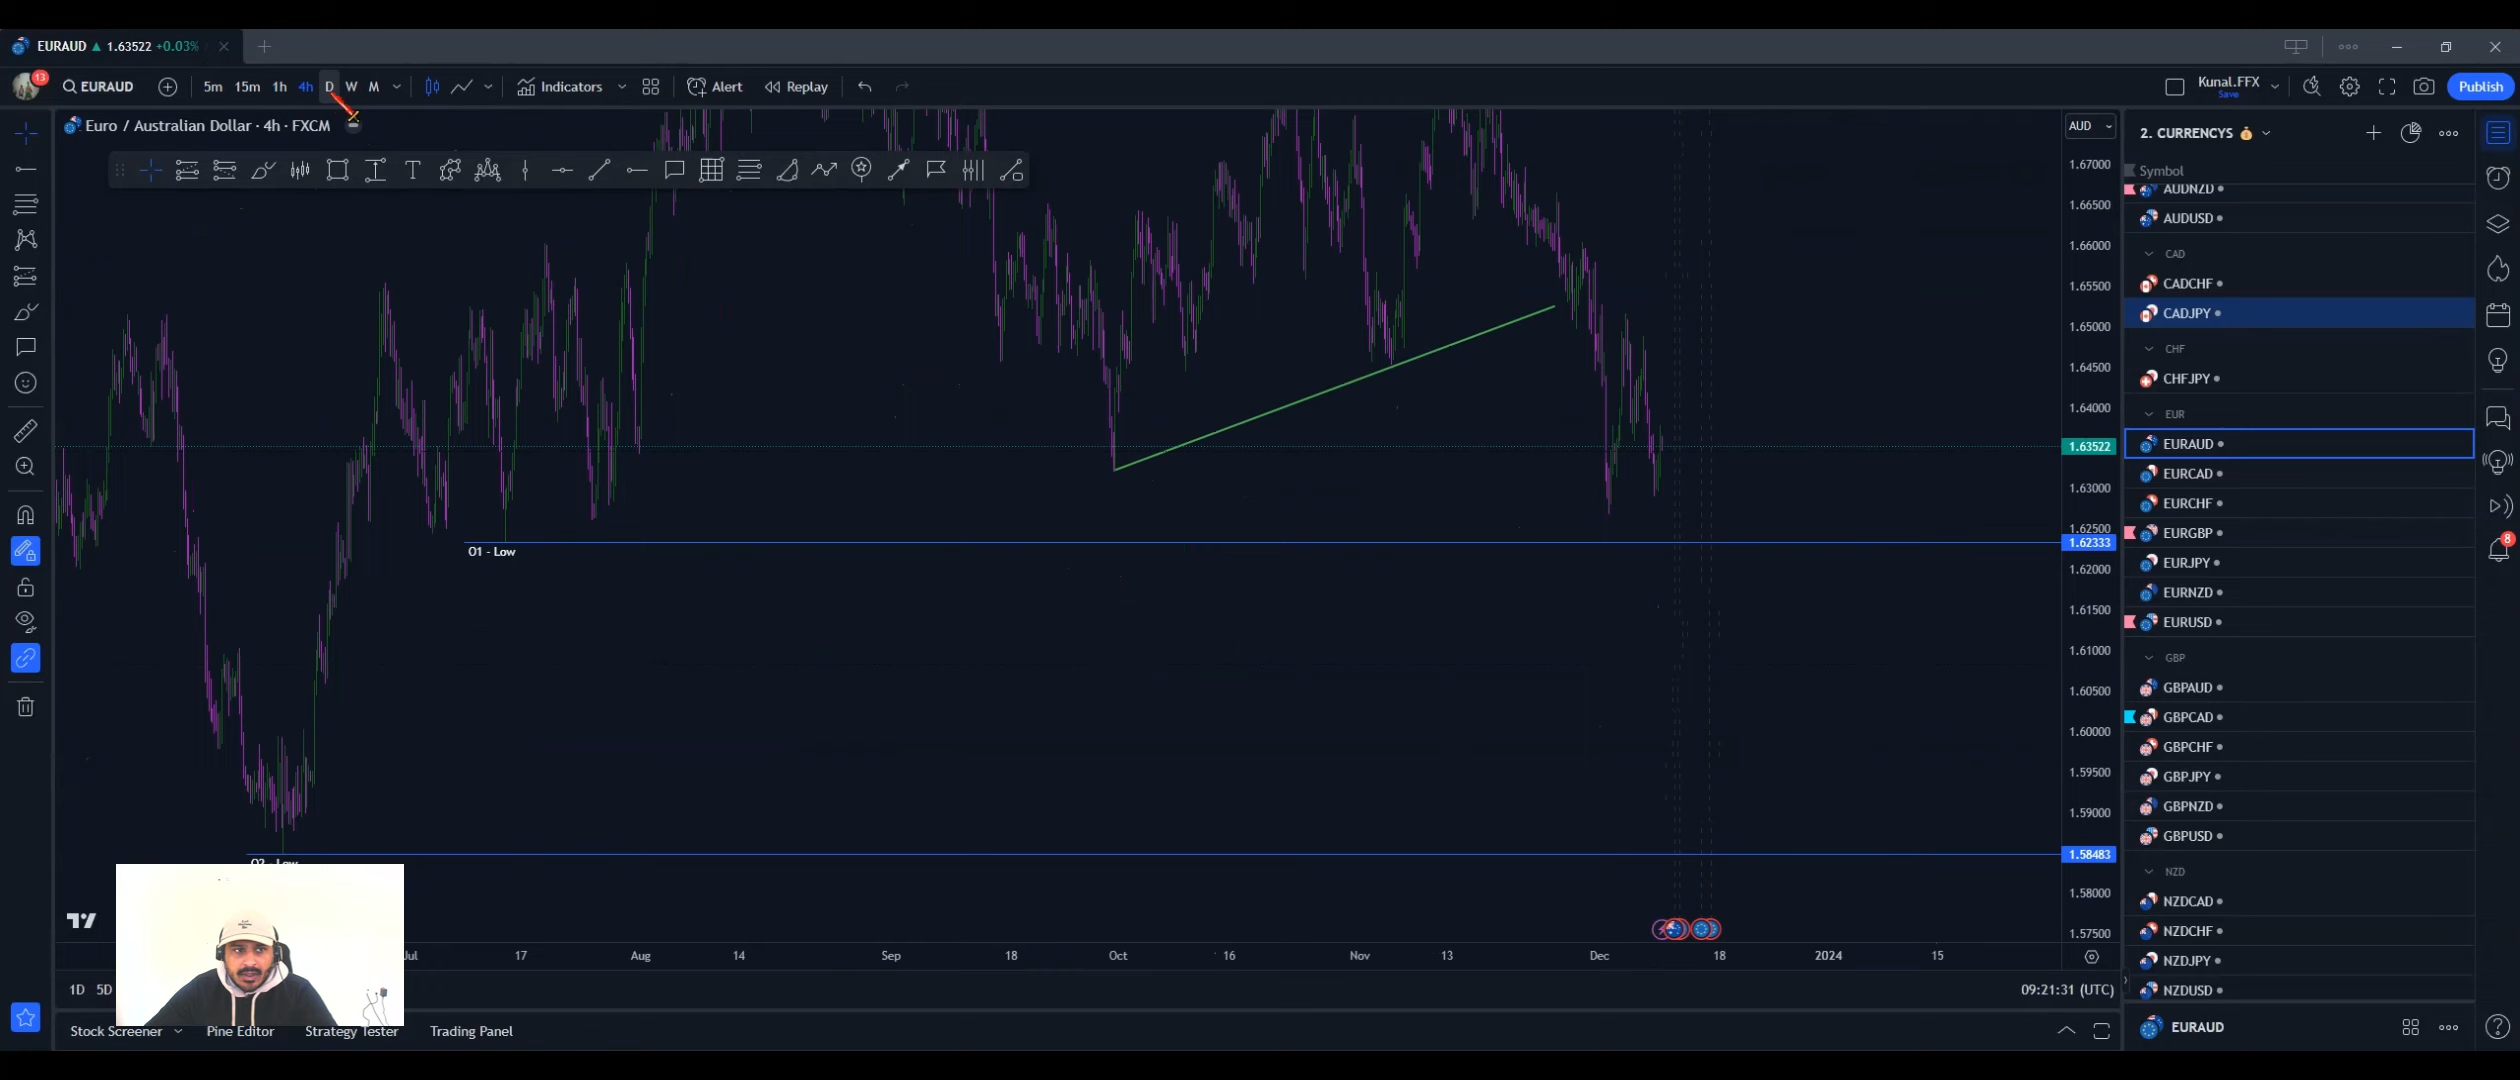 EURAUD ▲ 1.63522 +0.03%
13 EURAUD 5m 15m 1h 4h D W M Indicators Alert Replay Kunal.FFX Save Publish
Euro / Australian Dollar · 4h · FXCM
AUD
2. CURRENCYS 💰
Symbol
AUDNZD
AUDUSD
CAD
CADCHF
CADJPY
CHF
CHFJPY
EUR
EURAUD
EURCAD
EURCHF
EURGBP
EURJPY
EURNZD
EURUSD
GBP
GBPAUD
GBPCAD
GBPCHF
GBPJPY
GBPNZD
GBPUSD
NZD
NZDCAD
NZDCHF
NZDJPY
NZDUSD
EURAUD
8
1.67000
1.66500
1.66000
1.65500
1.65000
1.64500
1.64000
1.63522
1.63000
1.62500
1.62333
1.62000
1.61500
1.61000
1.60500
1.60000
1.59500
1.59000
1.58483
1.58000
1.57500
O1 - Low
Jul 17 Aug 14 Sep 18 Oct 16 Nov 13 Dec 18 2024 15
1D 5D
09:21:31 (UTC)
Stock Screener Pine Editor Strategy Tester Trading Panel